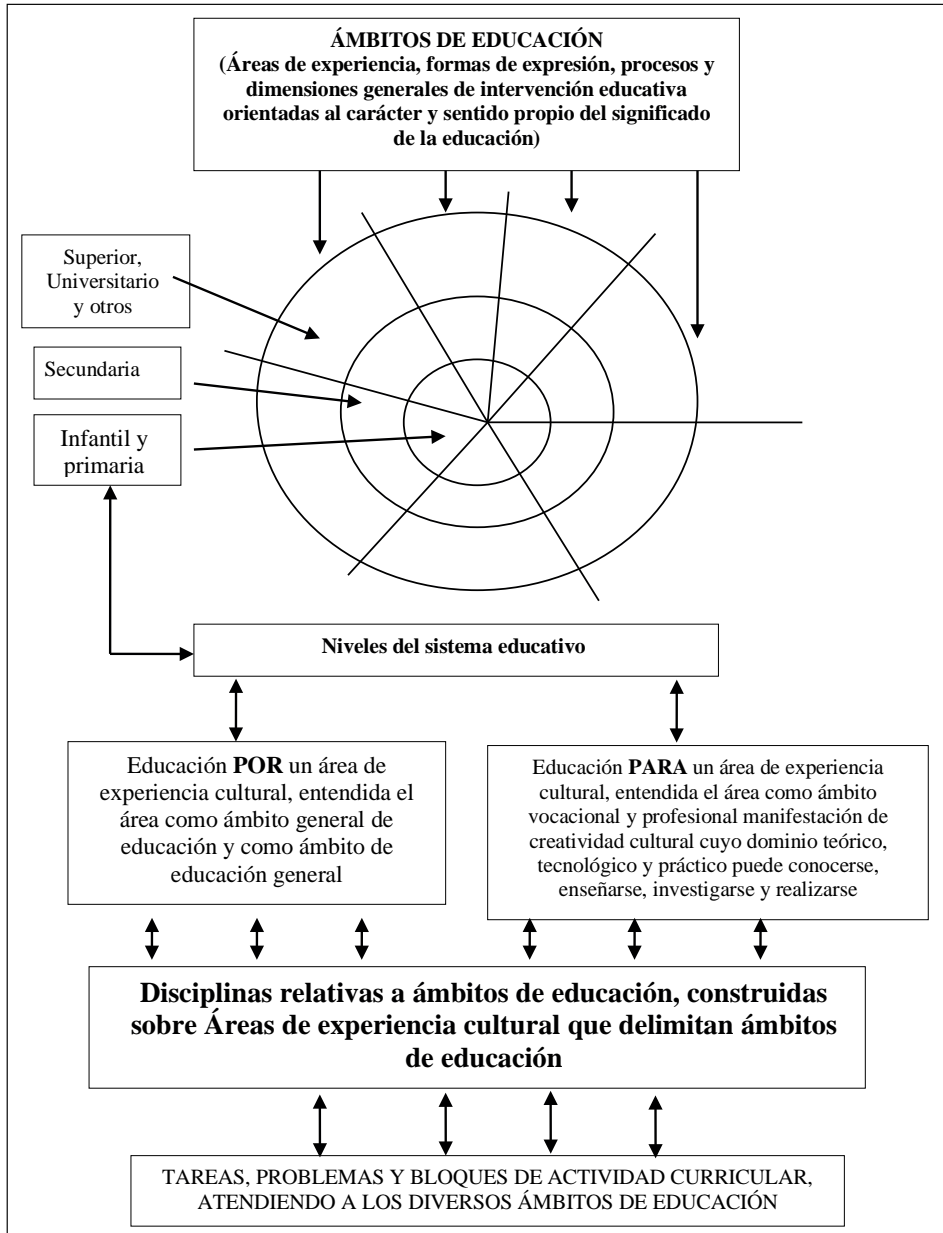 ÁMBITOS DE EDUCACIÓN
(Áreas de experiencia, formas de expresión, procesos y
dimensiones generales de intervención educativa
orientadas al carácter y sentido propio del significado
de la educación)
Superior,
Universitario
y otros
Secundaria
Infantil y
primaria
Niveles del sistema educativo
Educación POR un área de
experiencia cultural, entendida el
área como ámbito general de
educación y como ámbito de
educación general
Educación PARA un área de experiencia
cultural, entendida el área como ámbito
vocacional y profesional manifestación de
creatividad cultural cuyo dominio teórico,
tecnológico y práctico puede conocerse,
enseñarse, investigarse y realizarse
Disciplinas relativas a ámbitos de educación, construidas
sobre Áreas de experiencia cultural que delimitan ámbitos
de educación
TAREAS, PROBLEMAS Y BLOQUES DE ACTIVIDAD CURRICULAR,
ATENDIENDO A LOS DIVERSOS ÁMBITOS DE EDUCACIÓN